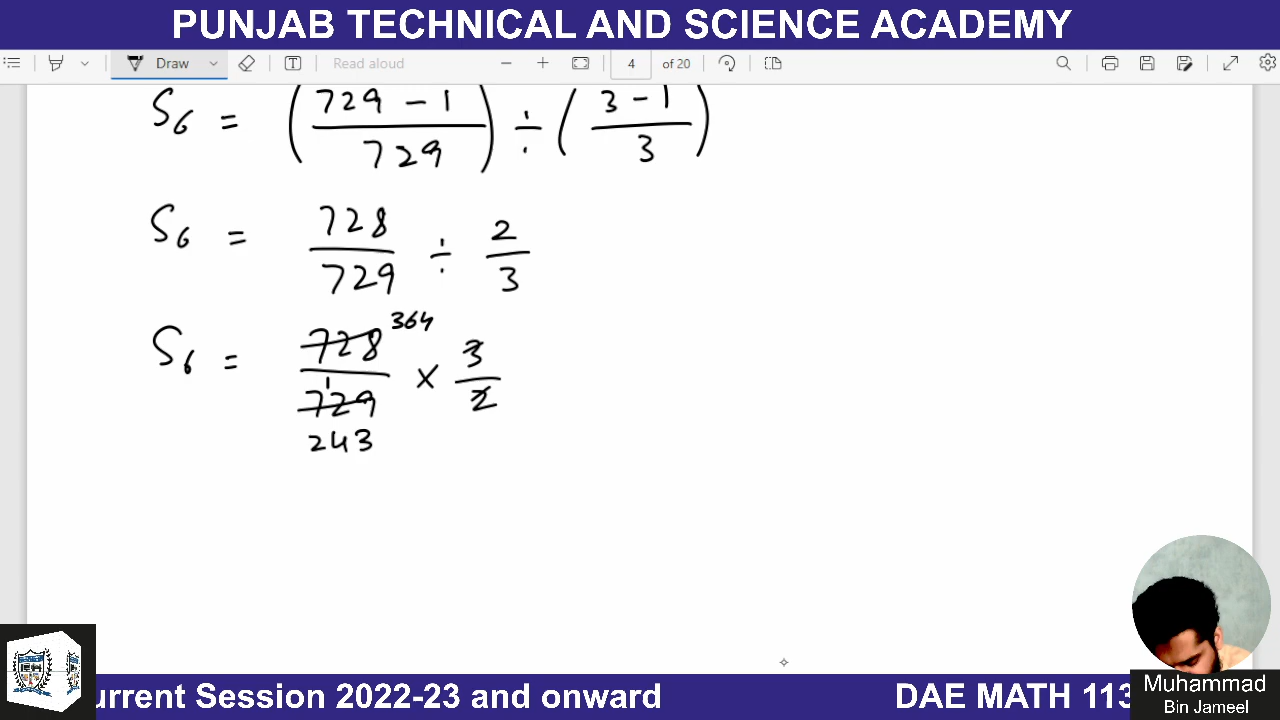 PUNJAB TECHNICAL AND SCIENCE ACADEMY
Draw Read aloud 4 of 20
S6 = (729 - 1 / 729) ÷ (3 - 1 / 3)
S6 = 728 / 729 ÷ 2 / 3
S6 = 728 364 / 729 1 243 × 3 / 2
urrent Session 2022-23 and onward
DAE MATH 113
Muhammad
Bin Jameel